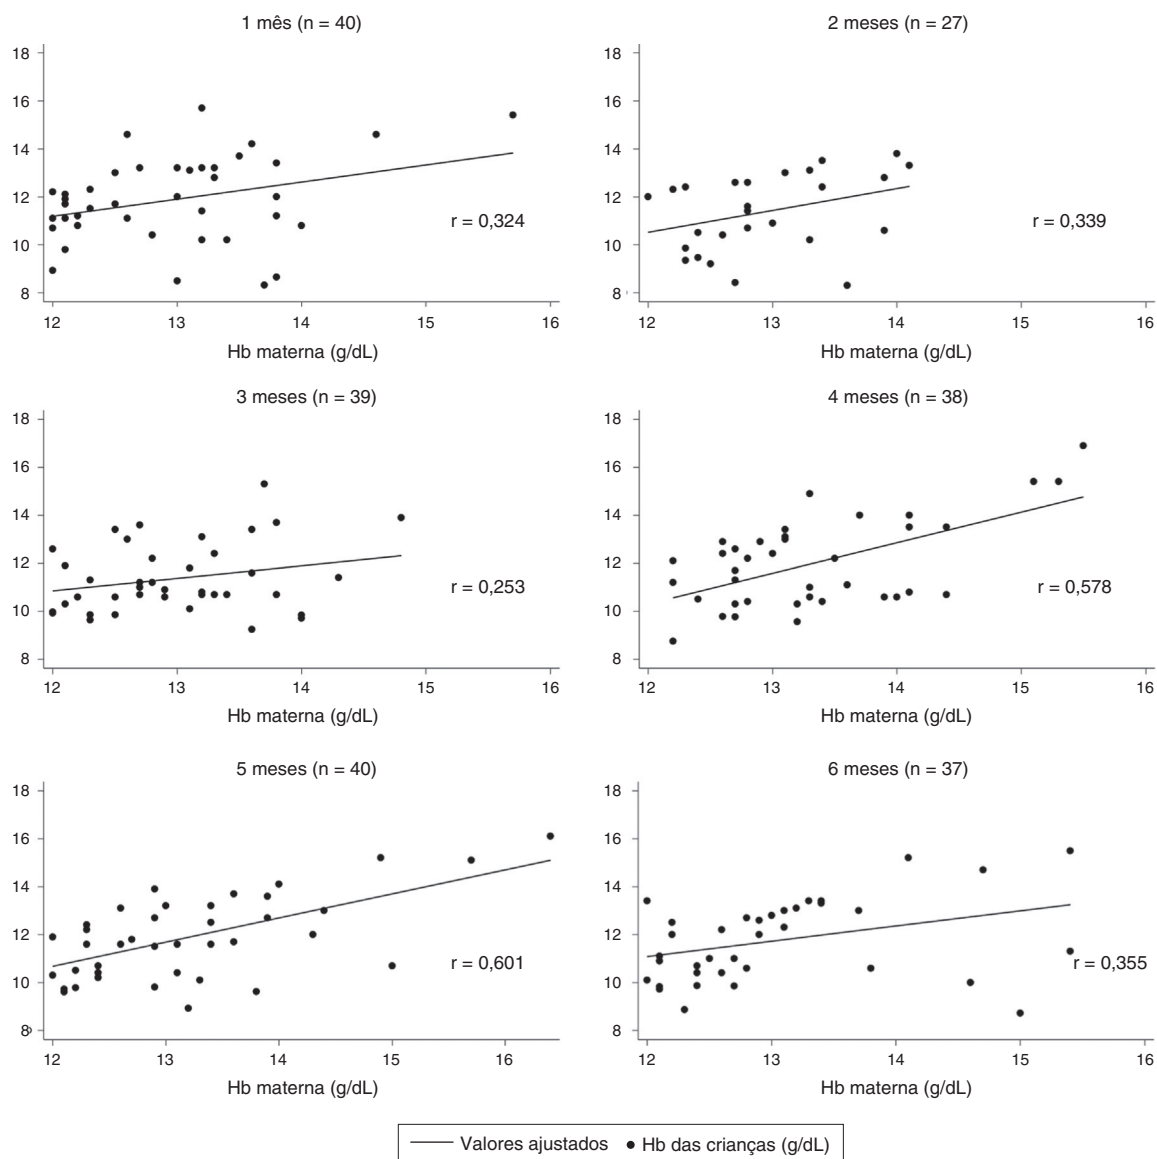 1 mês (n = 40)
18
16
14
12
10
8
r = 0,324
12 13 14 15 16
Hb materna (g/dL)
2 meses (n = 27)
18
16
14
12
10
8
r = 0,339
12 13 14 15 16
Hb materna (g/dL)
3 meses (n = 39)
18
16
14
12
10
8
r = 0,253
12 13 14 15 16
Hb materna (g/dL)
4 meses (n = 38)
18
16
14
12
10
8
r = 0,578
12 13 14 15 16
Hb materna (g/dL)
5 meses (n = 40)
18
16
14
12
10
8
r = 0,601
12 13 14 15 16
Hb materna (g/dL)
6 meses (n = 37)
18
16
14
12
10
8
r = 0,355
12 13 14 15 16
Hb materna (g/dL)
Valores ajustados Hb das crianças (g/dL)